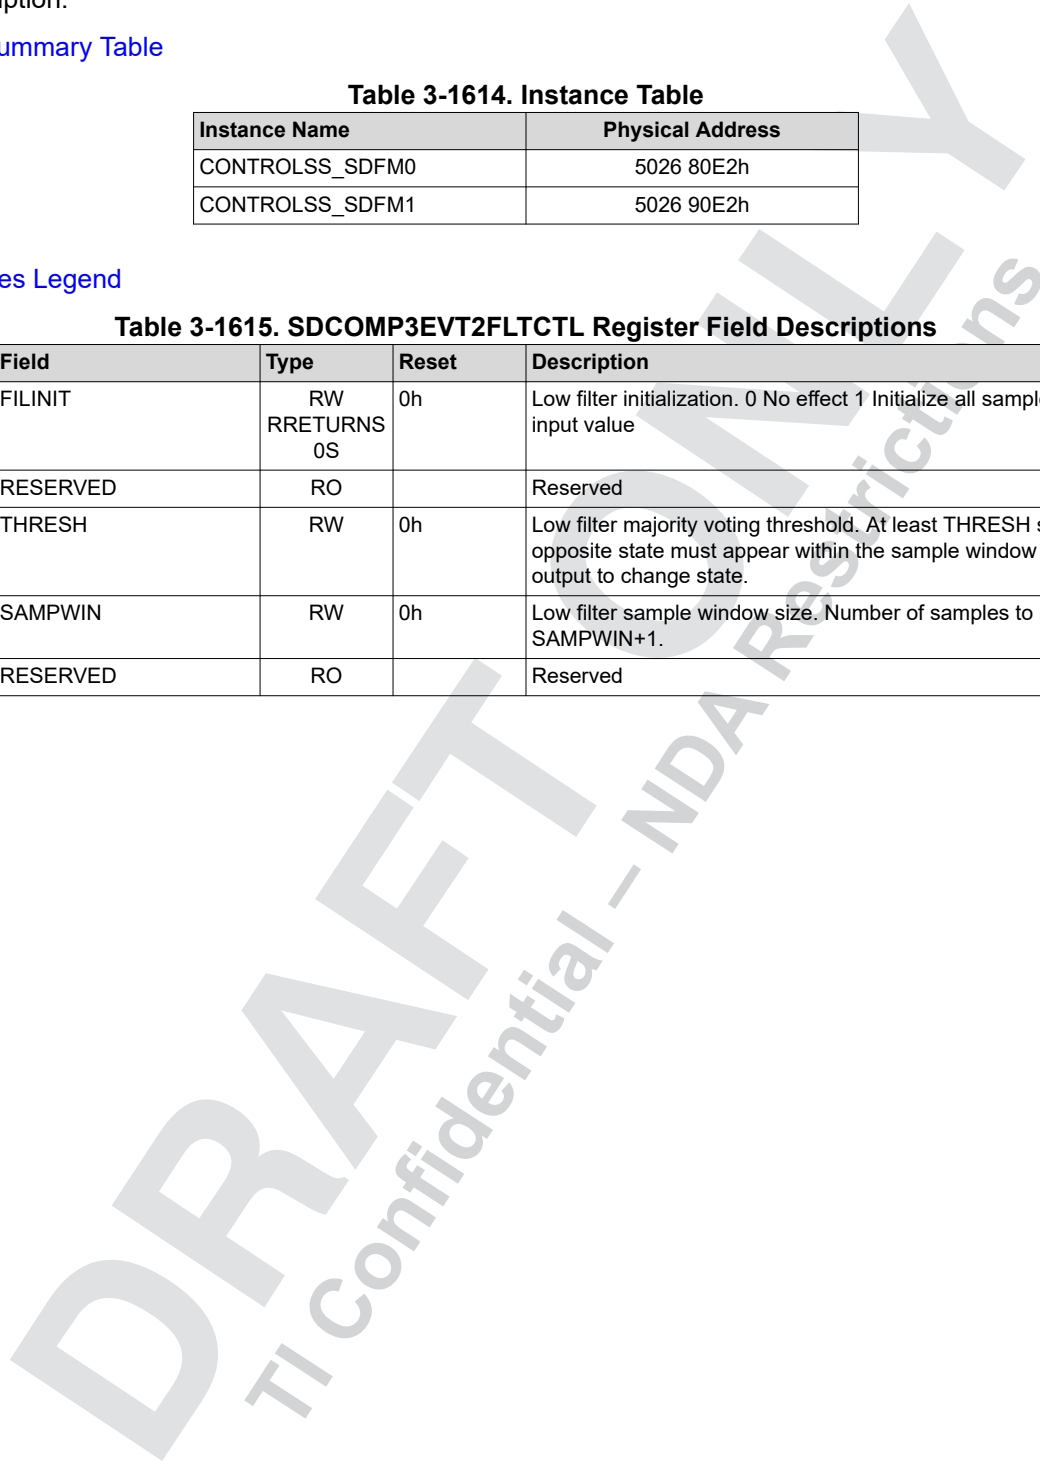 ption.
ummary Table
Table 3-1614. Instance Table
Instance Name Physical Address
CONTROLSS_SDFM0 5026 80E2h
CONTROLSS_SDFM1 5026 90E2h
es Legend
Table 3-1615. SDCOMP3EVT2FLTCTL Register Field Descriptions
Field Type Reset Description
FILINIT RW RRETURNS 0S 0h Low filter initialization. 0 No effect 1 Initialize all sample
input value
RESERVED RO Reserved
THRESH RW 0h Low filter majority voting threshold. At least THRESH s
opposite state must appear within the sample window
output to change state.
SAMPWIN RW 0h Low filter sample window size. Number of samples to
SAMPWIN+1.
RESERVED RO Reserved
DRAFT ONLY
TI Confidential – NDA Restrictions